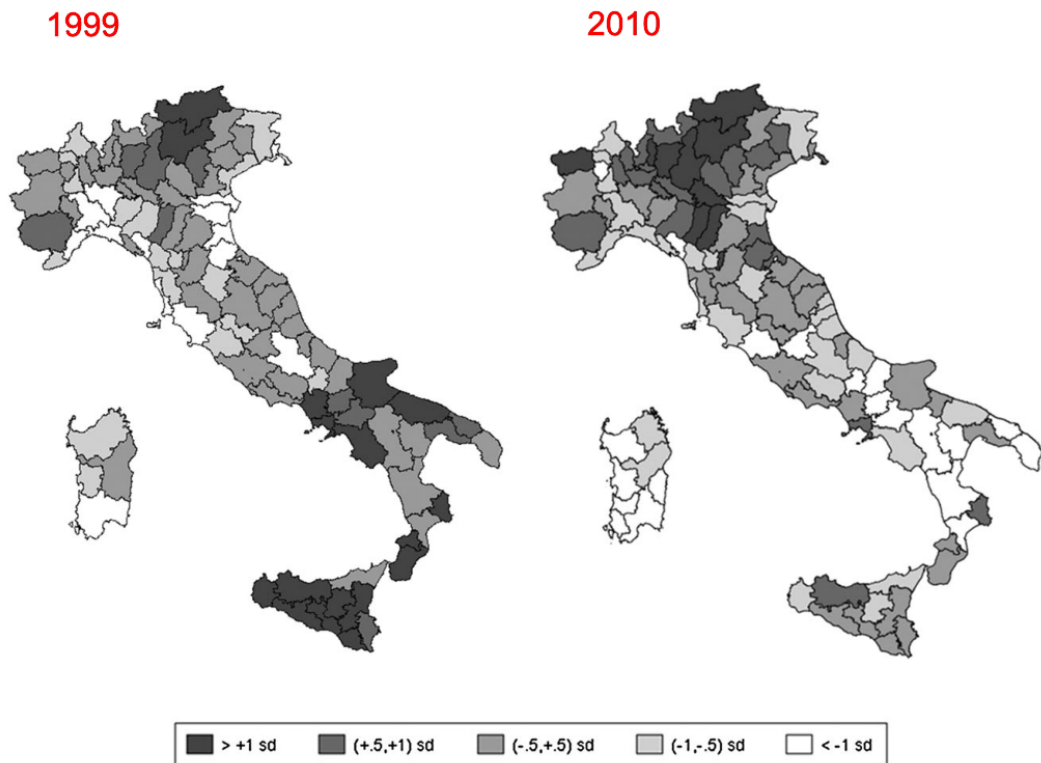 1999 2010
> +1 sd (+.5,+1) sd (-.5,+.5) sd (-1,-.5) sd < -1 sd